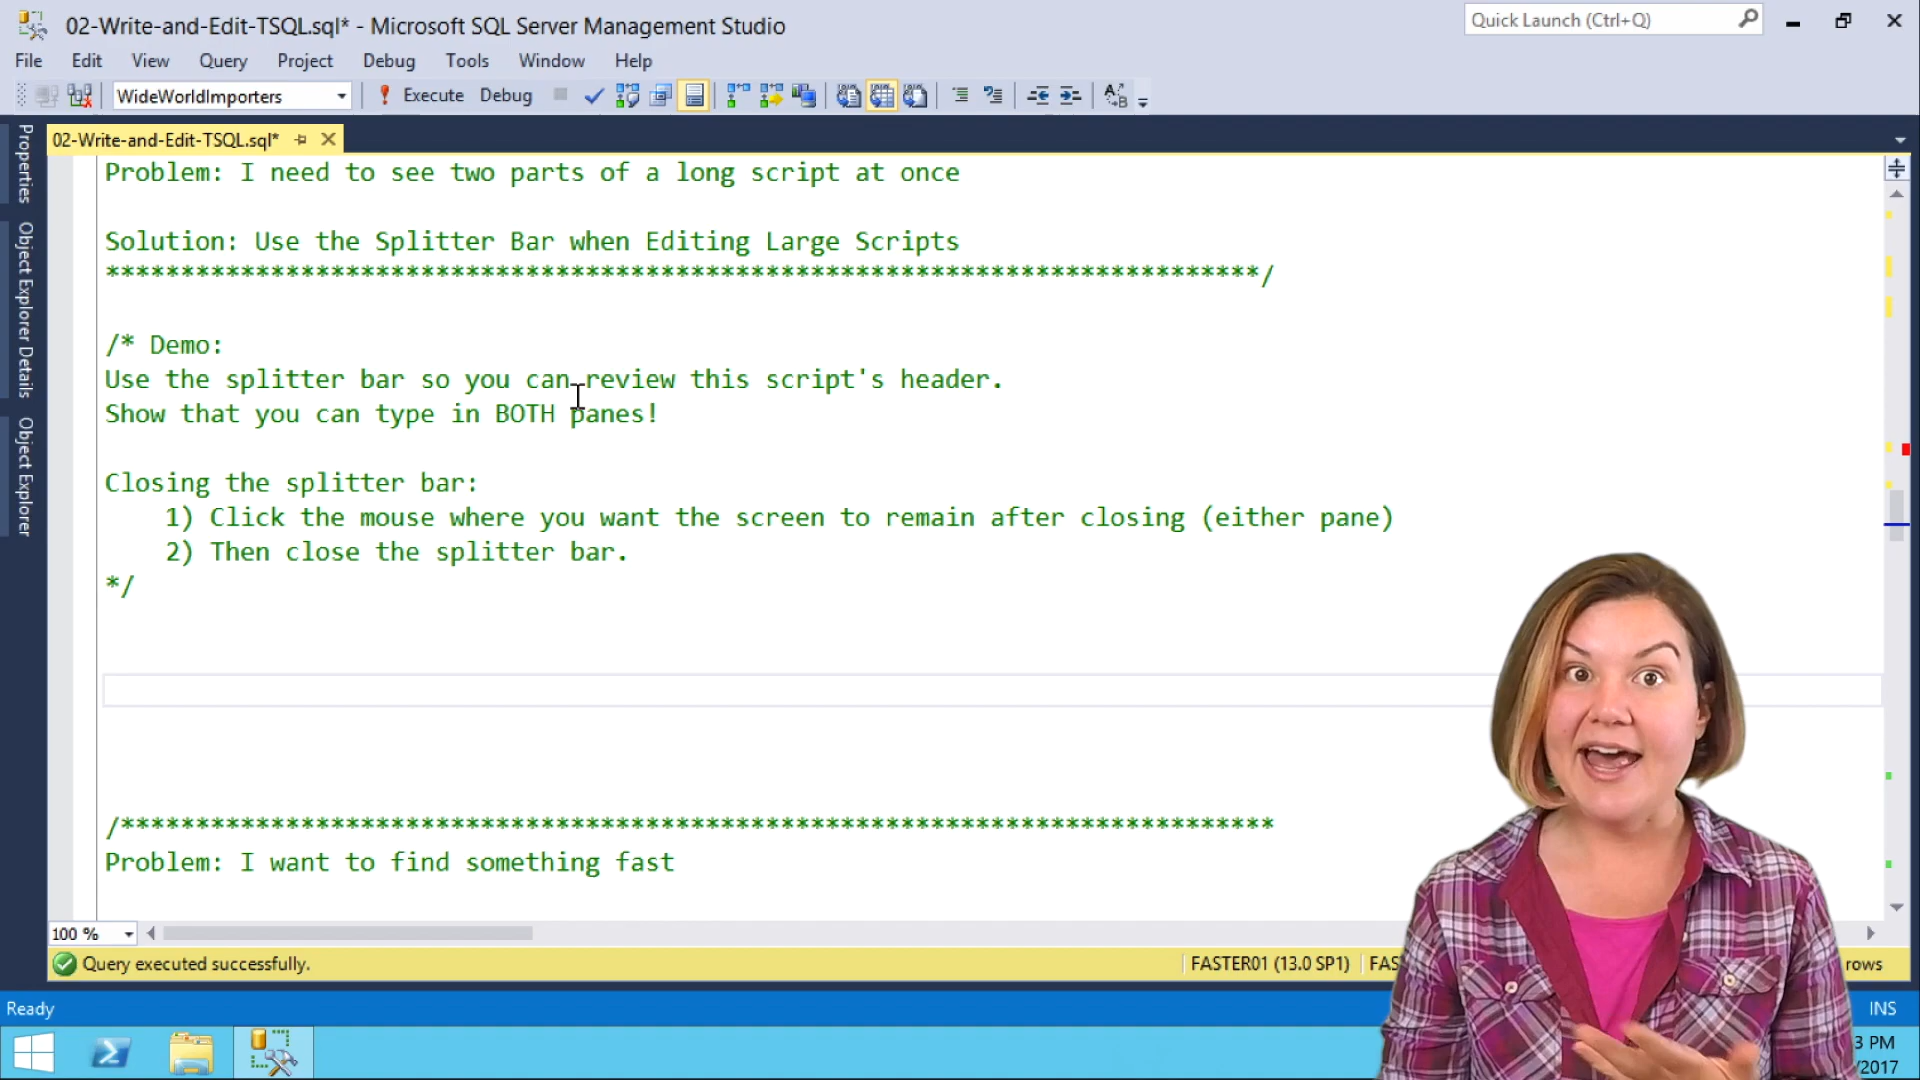 02-Write-and-Edit-TSQL.sql* - Microsoft SQL Server Management Studio
Quick Launch (Ctrl+Q)
File Edit View Query Project Debug Tools Window Help
WideWorldImporters
Execute Debug
02-Write-and-Edit-TSQL.sql*
Properties
Object Explorer Details
Object Explorer
Problem: I need to see two parts of a long script at once
Solution: Use the Splitter Bar when Editing Large Scripts
*****************************************************************************/
/* Demo:
Use the splitter bar so you can review this script's header.
Show that you can type in BOTH panes!
Closing the splitter bar:
1) Click the mouse where you want the screen to remain after closing (either pane)
2) Then close the splitter bar.
*/
/*****************************************************************************
Problem: I want to find something fast
100 %
Query executed successfully.
FASTER01 (13.0 SP1) FAS
rows
Ready
INS
3 PM
/2017